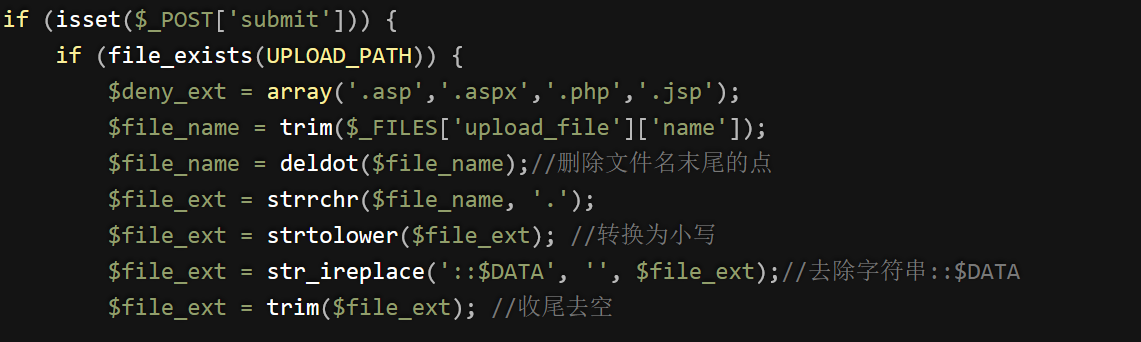 if (isset($_POST['submit'])) {
    if (file_exists(UPLOAD_PATH)) {
        $deny_ext = array('.asp','.aspx','.php','.jsp');
        $file_name = trim($_FILES['upload_file']['name']);
        $file_name = deldot($file_name);//删除文件名末尾的点
        $file_ext = strrchr($file_name, '.');
        $file_ext = strtolower($file_ext); //转换为小写
        $file_ext = str_ireplace('::$DATA', '', $file_ext);//去除字符串::$DATA
        $file_ext = trim($file_ext); //收尾去空